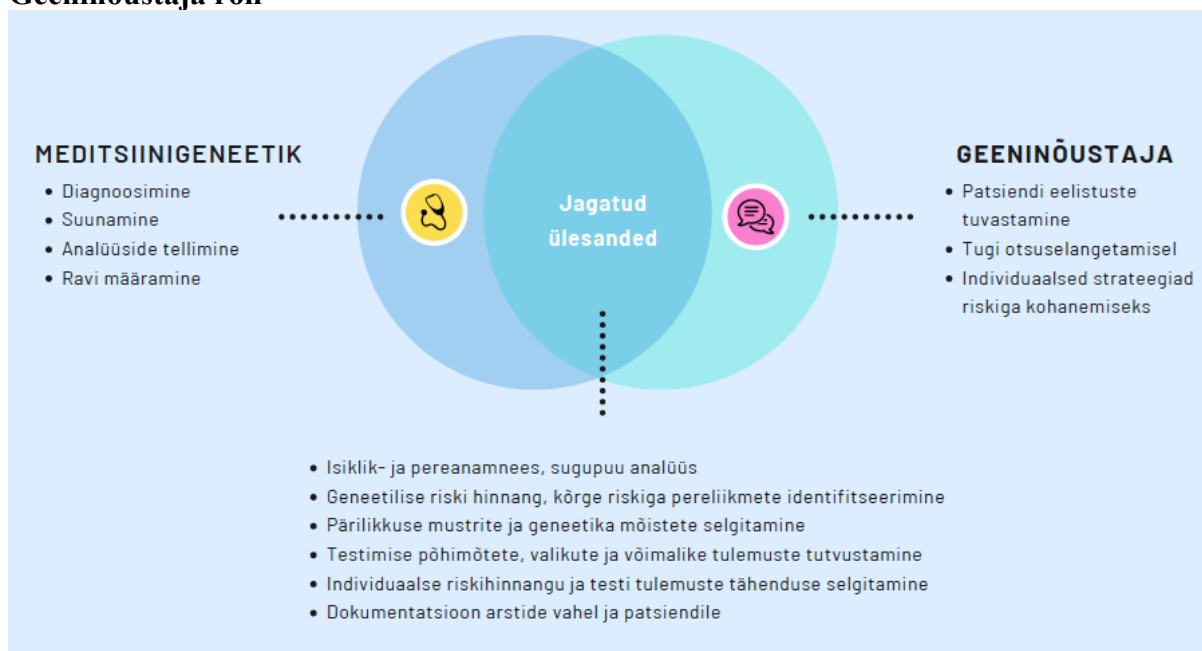 Geeninõustaja roll
MEDITSIINIGENEETIK
• Diagnoosimine
• Suunamine
• Analüüside tellimine
• Ravi määramine
Jagatud
ülesanded
GEENINÕUSTAJA
• Patsiendi eelistuste
tuvastamine
• Tugi otsuselangetamisel
• Individuaalsed strateegiad
riskiga kohanemiseks
• Isiklik- ja pereanamnees, sugupuu analüüs
• Geneetilise riski hinnang, kõrge riskiga pereliikmete identifitseerimine
• Pärilikkuse mustrite ja geneetika mõistete selgitamine
• Testimise põhimõtete, valikute ja võimalike tulemuste tutvustamine
• Individuaalse riskihinnangu ja testi tulemuste tähenduse selgitamine
• Dokumentatsioon arstide vahel ja patsiendile